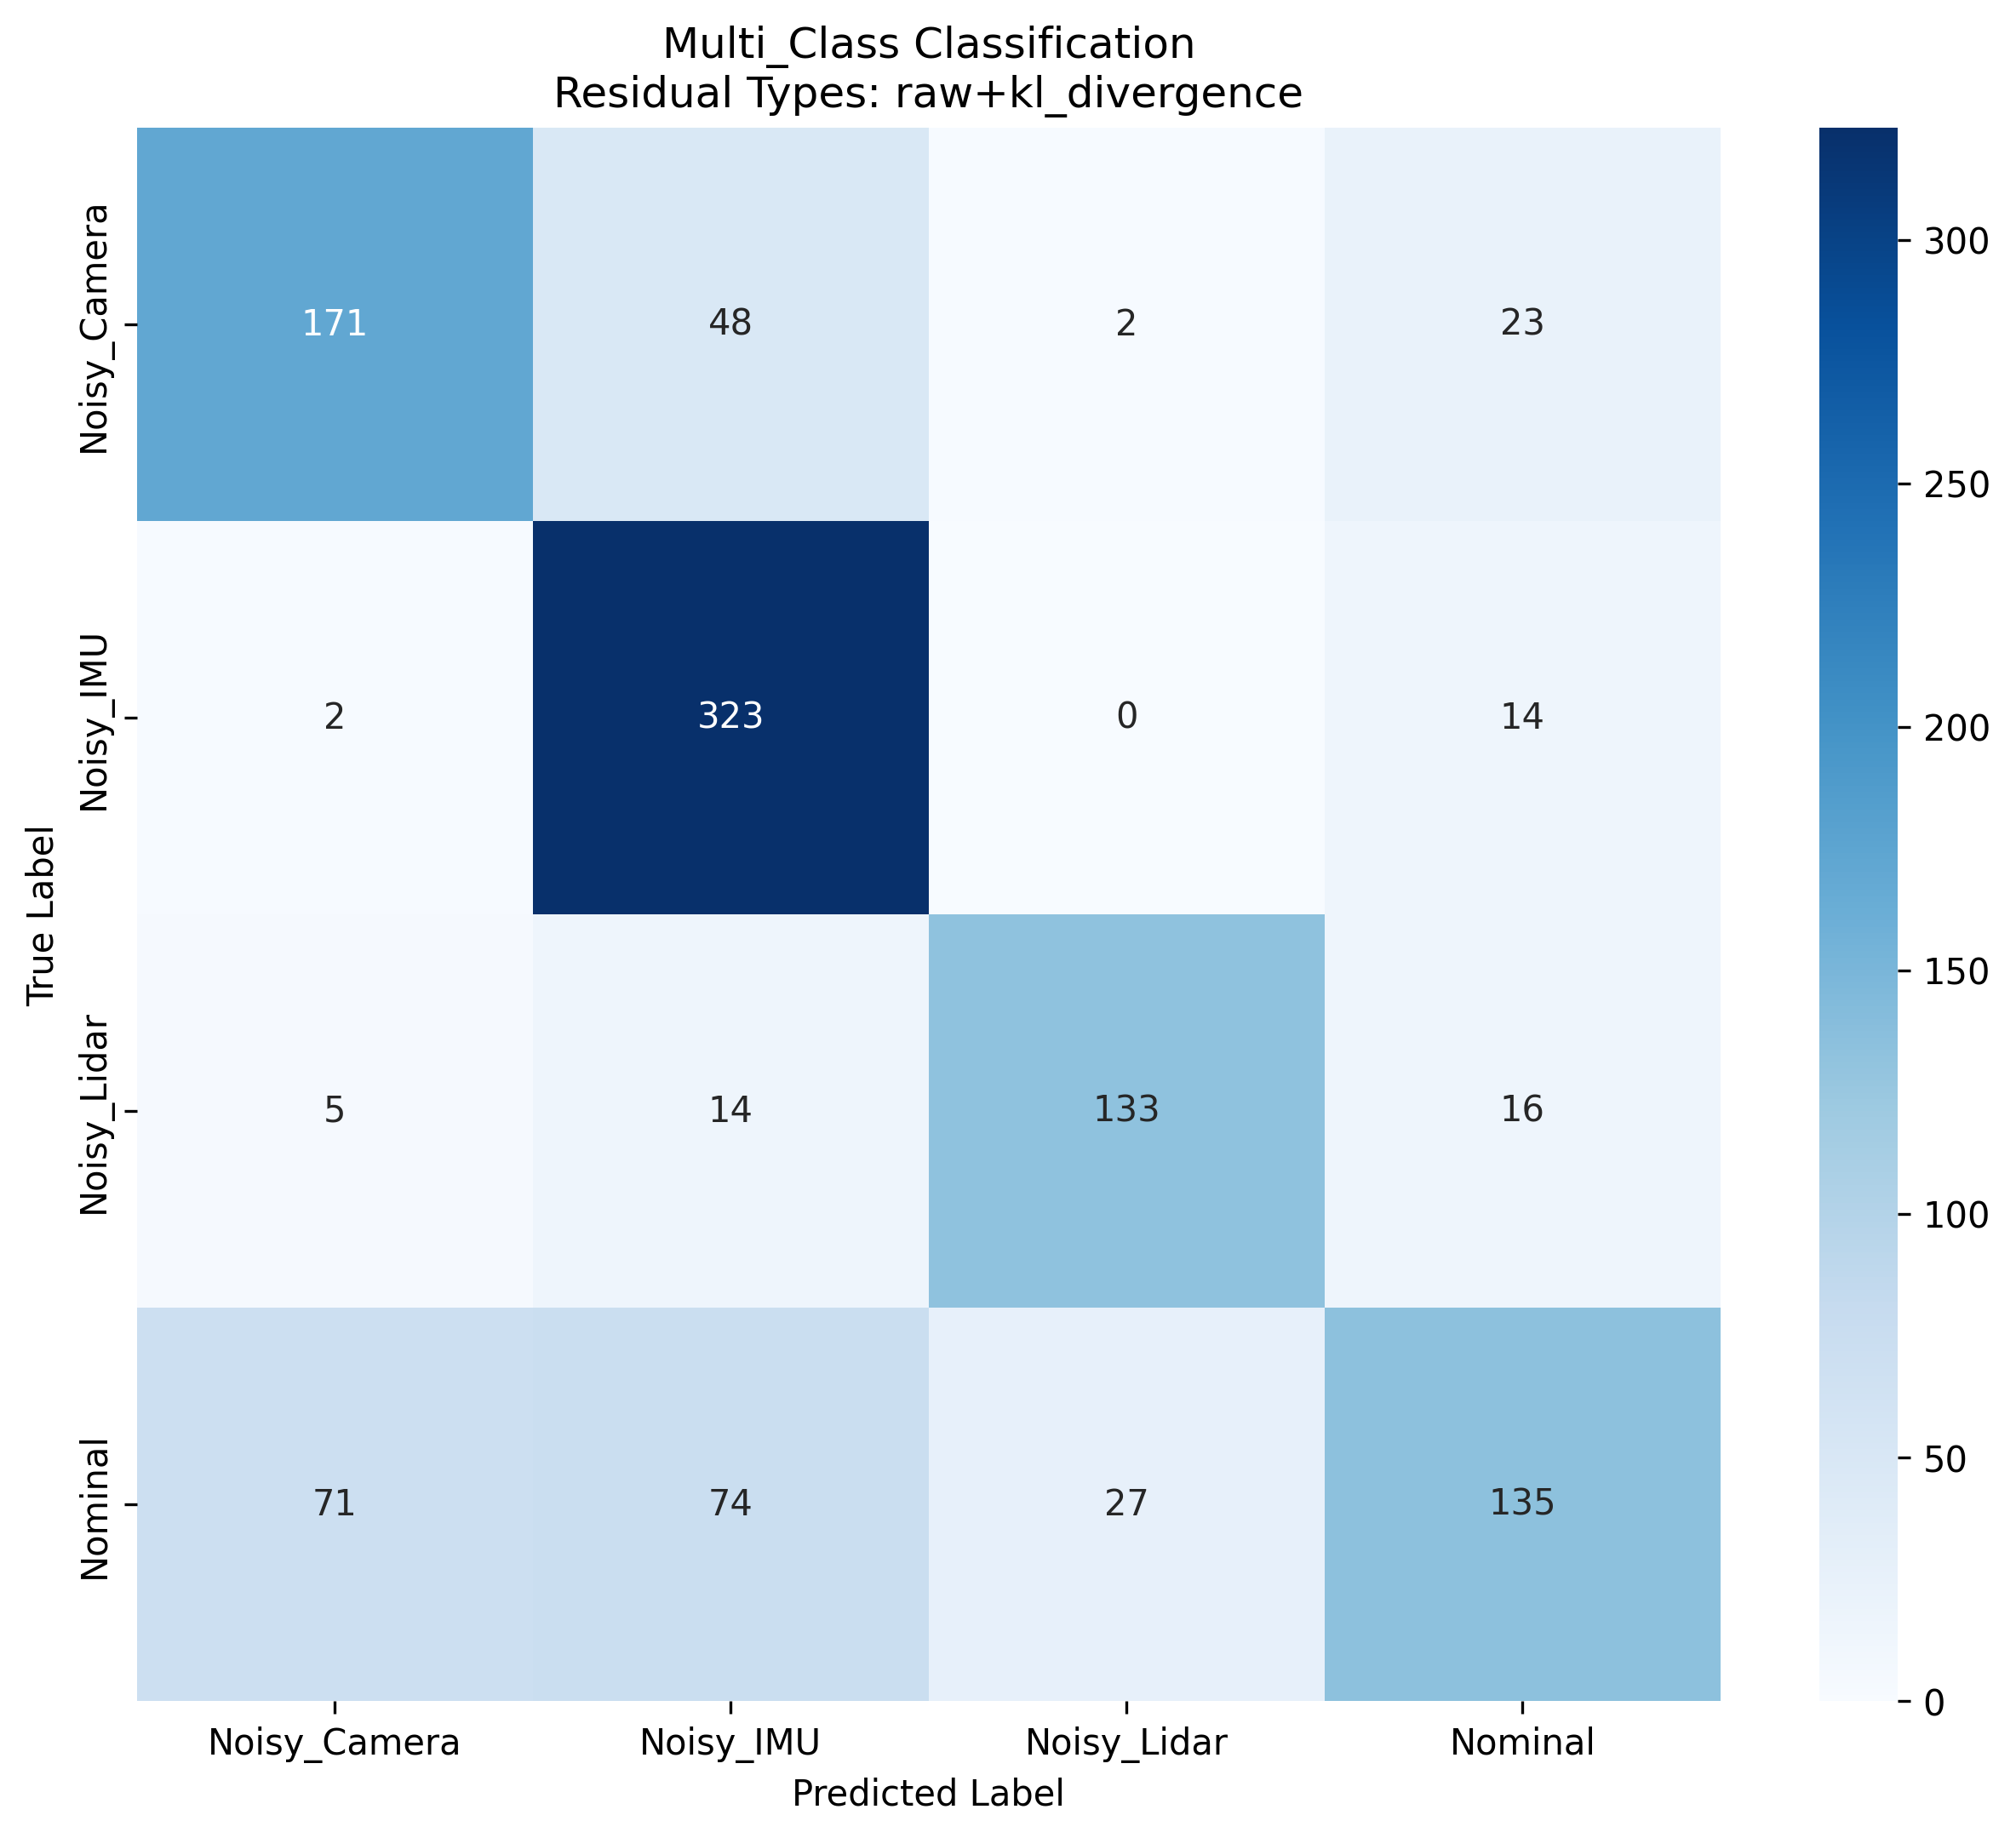 Multi_Class Classification
Residual Types: raw+kl_divergence
True Label
Noisy_Camera
171 48 2 23
Noisy_IMU
2 323 0 14
Noisy_Lidar
5 14 133 16
Nominal
71 74 27 135
Noisy_Camera Noisy_IMU Noisy_Lidar Nominal
Predicted Label
300
250
200
150
100
50
0